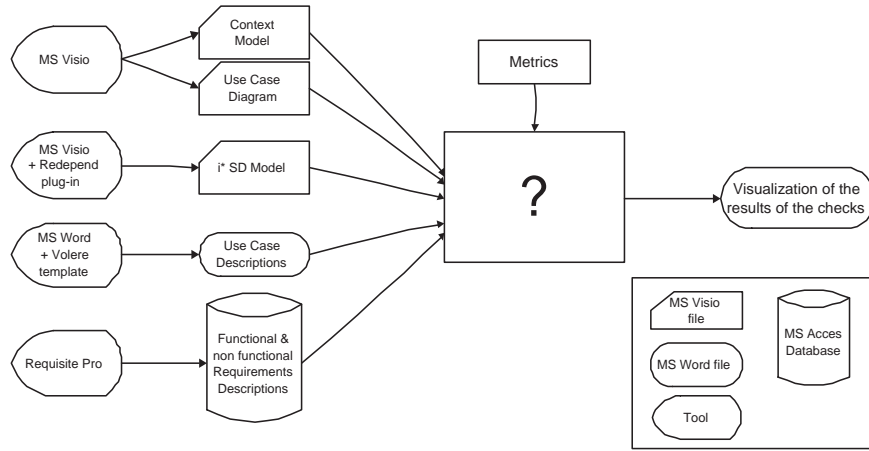 MS Visio
Context
Model
Use Case
Diagram
MS Visio
+ Redepend
plug-in
i* SD Model
MS Word
+ Volere
template
Use Case
Descriptions
Requisite Pro
Functional &
non functional
Requirements
Descriptions
Metrics
?
Visualization of the
results of the checks
MS Visio
file
MS Word file
Tool
MS Acces
Database